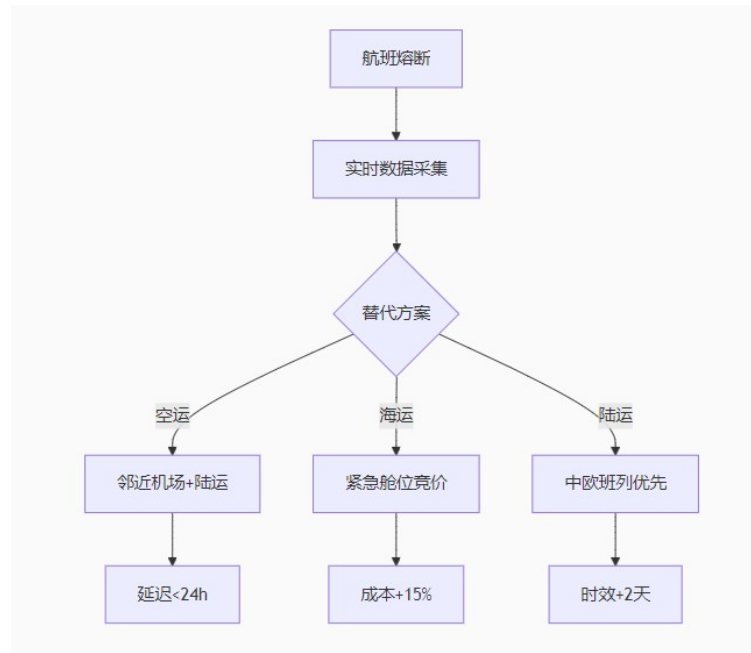 航班熔断
实时数据采集
替代方案
空运
海运
陆运
邻近机场+陆运
紧急舱位竞价
中欧班列优先
延迟<24h
成本+15%
时效+2天